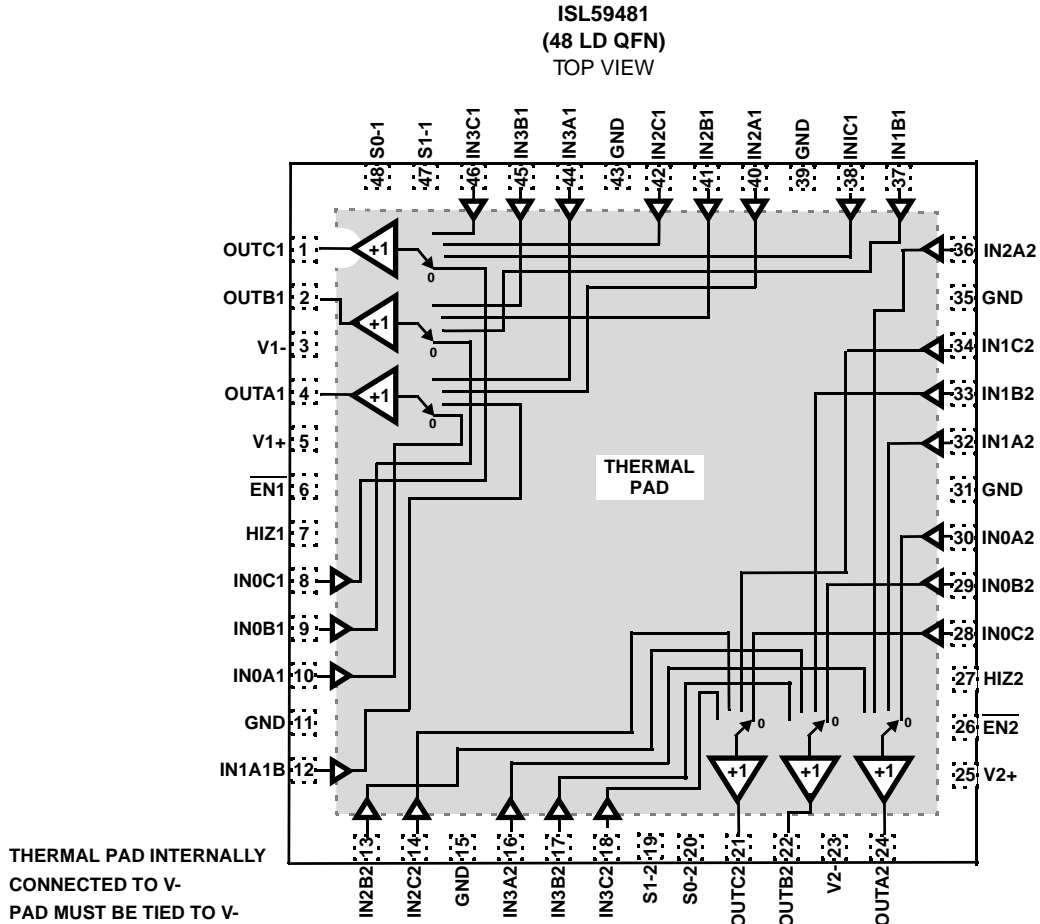 ISL59481
(48 LD QFN)
TOP VIEW
48 S0-1
47 S1-1
46 IN3C1
45 IN3B1
44 IN3A1
43 GND
42 IN2C1
41 IN2B1
40 IN2A1
39 GND
38 INIC1
37 IN1B1
OUTC1 1
OUTB1 2
V1- 3
OUTA1 4
V1+ 5
EN1 6
HIZ1 7
IN0C1 8
IN0B1 9
IN0A1 10
GND 11
IN1A1B 12
+1
0
+1
0
+1
0
THERMAL
PAD
36 IN2A2
35 GND
34 IN1C2
33 IN1B2
32 IN1A2
31 GND
30 IN0A2
29 IN0B2
28 IN0C2
27 HIZ2
26 EN2
25 V2+
0
0
0
+1
+1
+1
IN2B2 13
IN2C2 14
GND 15
IN3A2 16
IN3B2 17
IN3C2 18
S1-2 19
S0-2 20
OUTC2 21
OUTB2 22
V2- 23
OUTA2 24
THERMAL PAD INTERNALLY
CONNECTED TO V-
PAD MUST BE TIED TO V-